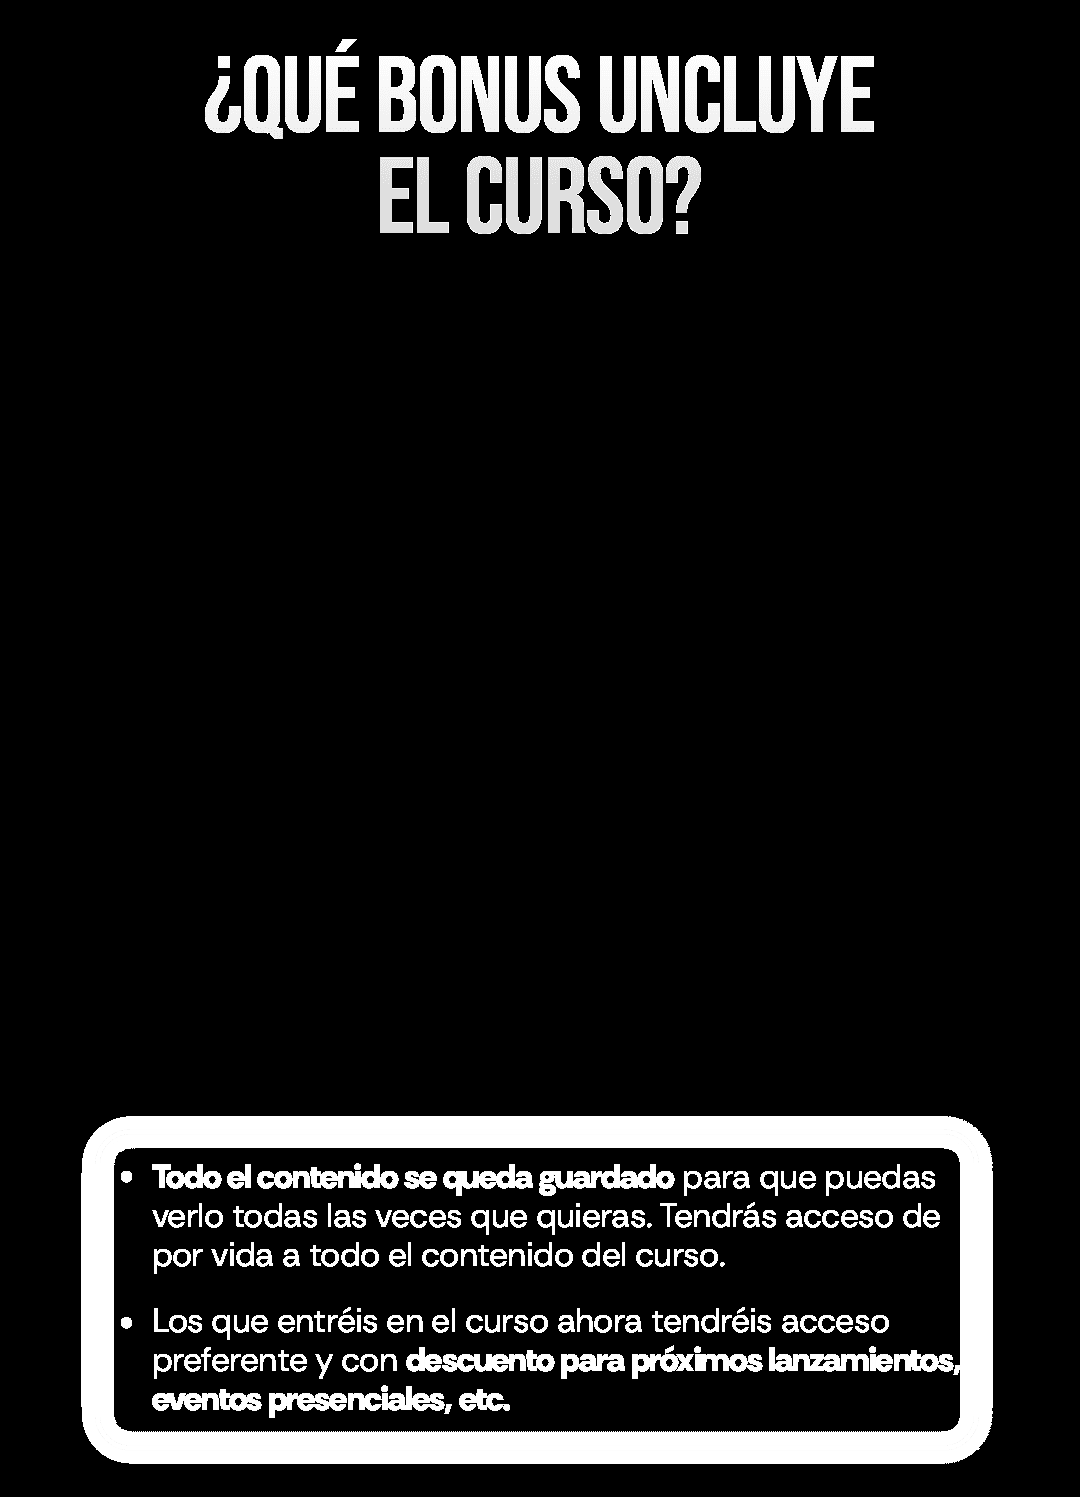 ¿QUÉ BONUS UNCLUYE
EL CURSO?
• Todo el contenido se queda guardado para que puedas
verlo todas las veces que quieras. Tendrás acceso de
por vida a todo el contenido del curso.
• Los que entréis en el curso ahora tendréis acceso
preferente y con descuento para próximos lanzamientos,
eventos presenciales, etc.